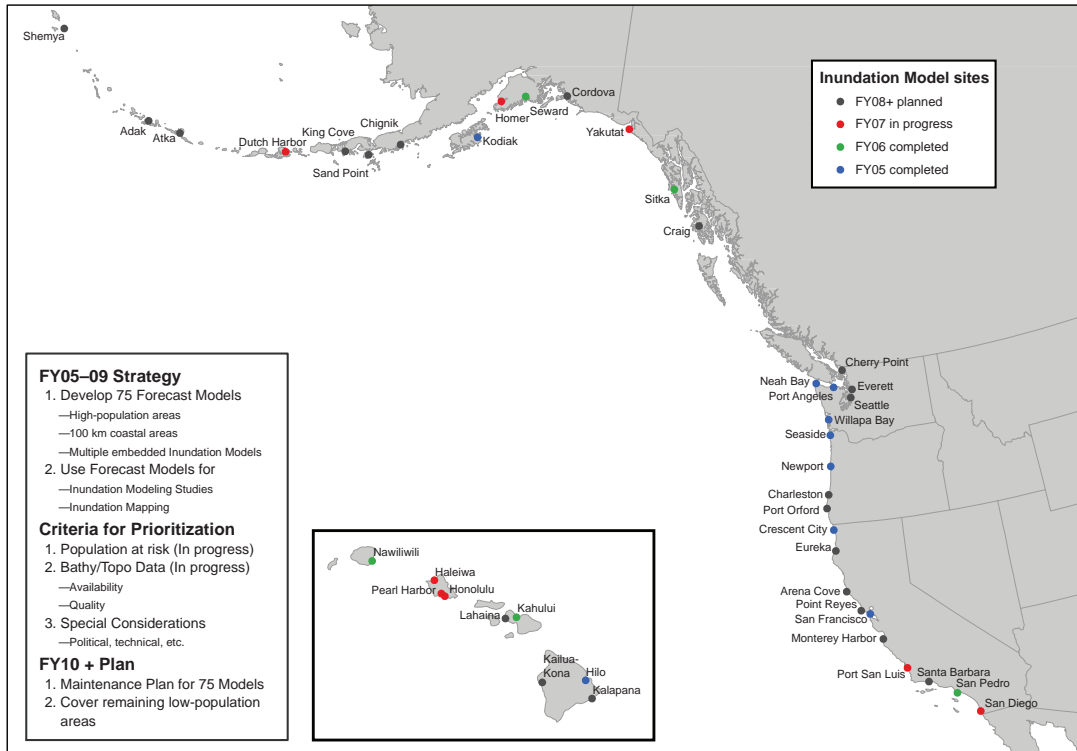 Shemya
Adak
Atka
Dutch Harbor
King Cove
Sand Point
Chignik
Kodiak
Homer
Seward
Cordova
Yakutat
Sitka
Craig
Inundation Model sites
FY08+ planned
FY07 in progress
FY06 completed
FY05 completed
Cherry Point
Neah Bay
Port Angeles
Everett
Seattle
Willapa Bay
Seaside
Newport
Charleston
Port Orford
Crescent City
Eureka
Arena Cove
Point Reyes
San Francisco
Monterey Harbor
Port San Luis
Santa Barbara
San Pedro
San Diego
FY05–09 Strategy
1. Develop 75 Forecast Models
—High-population areas
—100 km coastal areas
—Multiple embedded Inundation Models
2. Use Forecast Models for
—Inundation Modeling Studies
—Inundation Mapping
Criteria for Prioritization
1. Population at risk (In progress)
2. Bathy/Topo Data (In progress)
—Availability
—Quality
3. Special Considerations
—Political, technical, etc.
FY10 + Plan
1. Maintenance Plan for 75 Models
2. Cover remaining low-population
areas
Nawiliwili
Haleiwa
Pearl Harbor
Honolulu
Lahaina
Kahului
Kailua-
Kona
Hilo
Kalapana